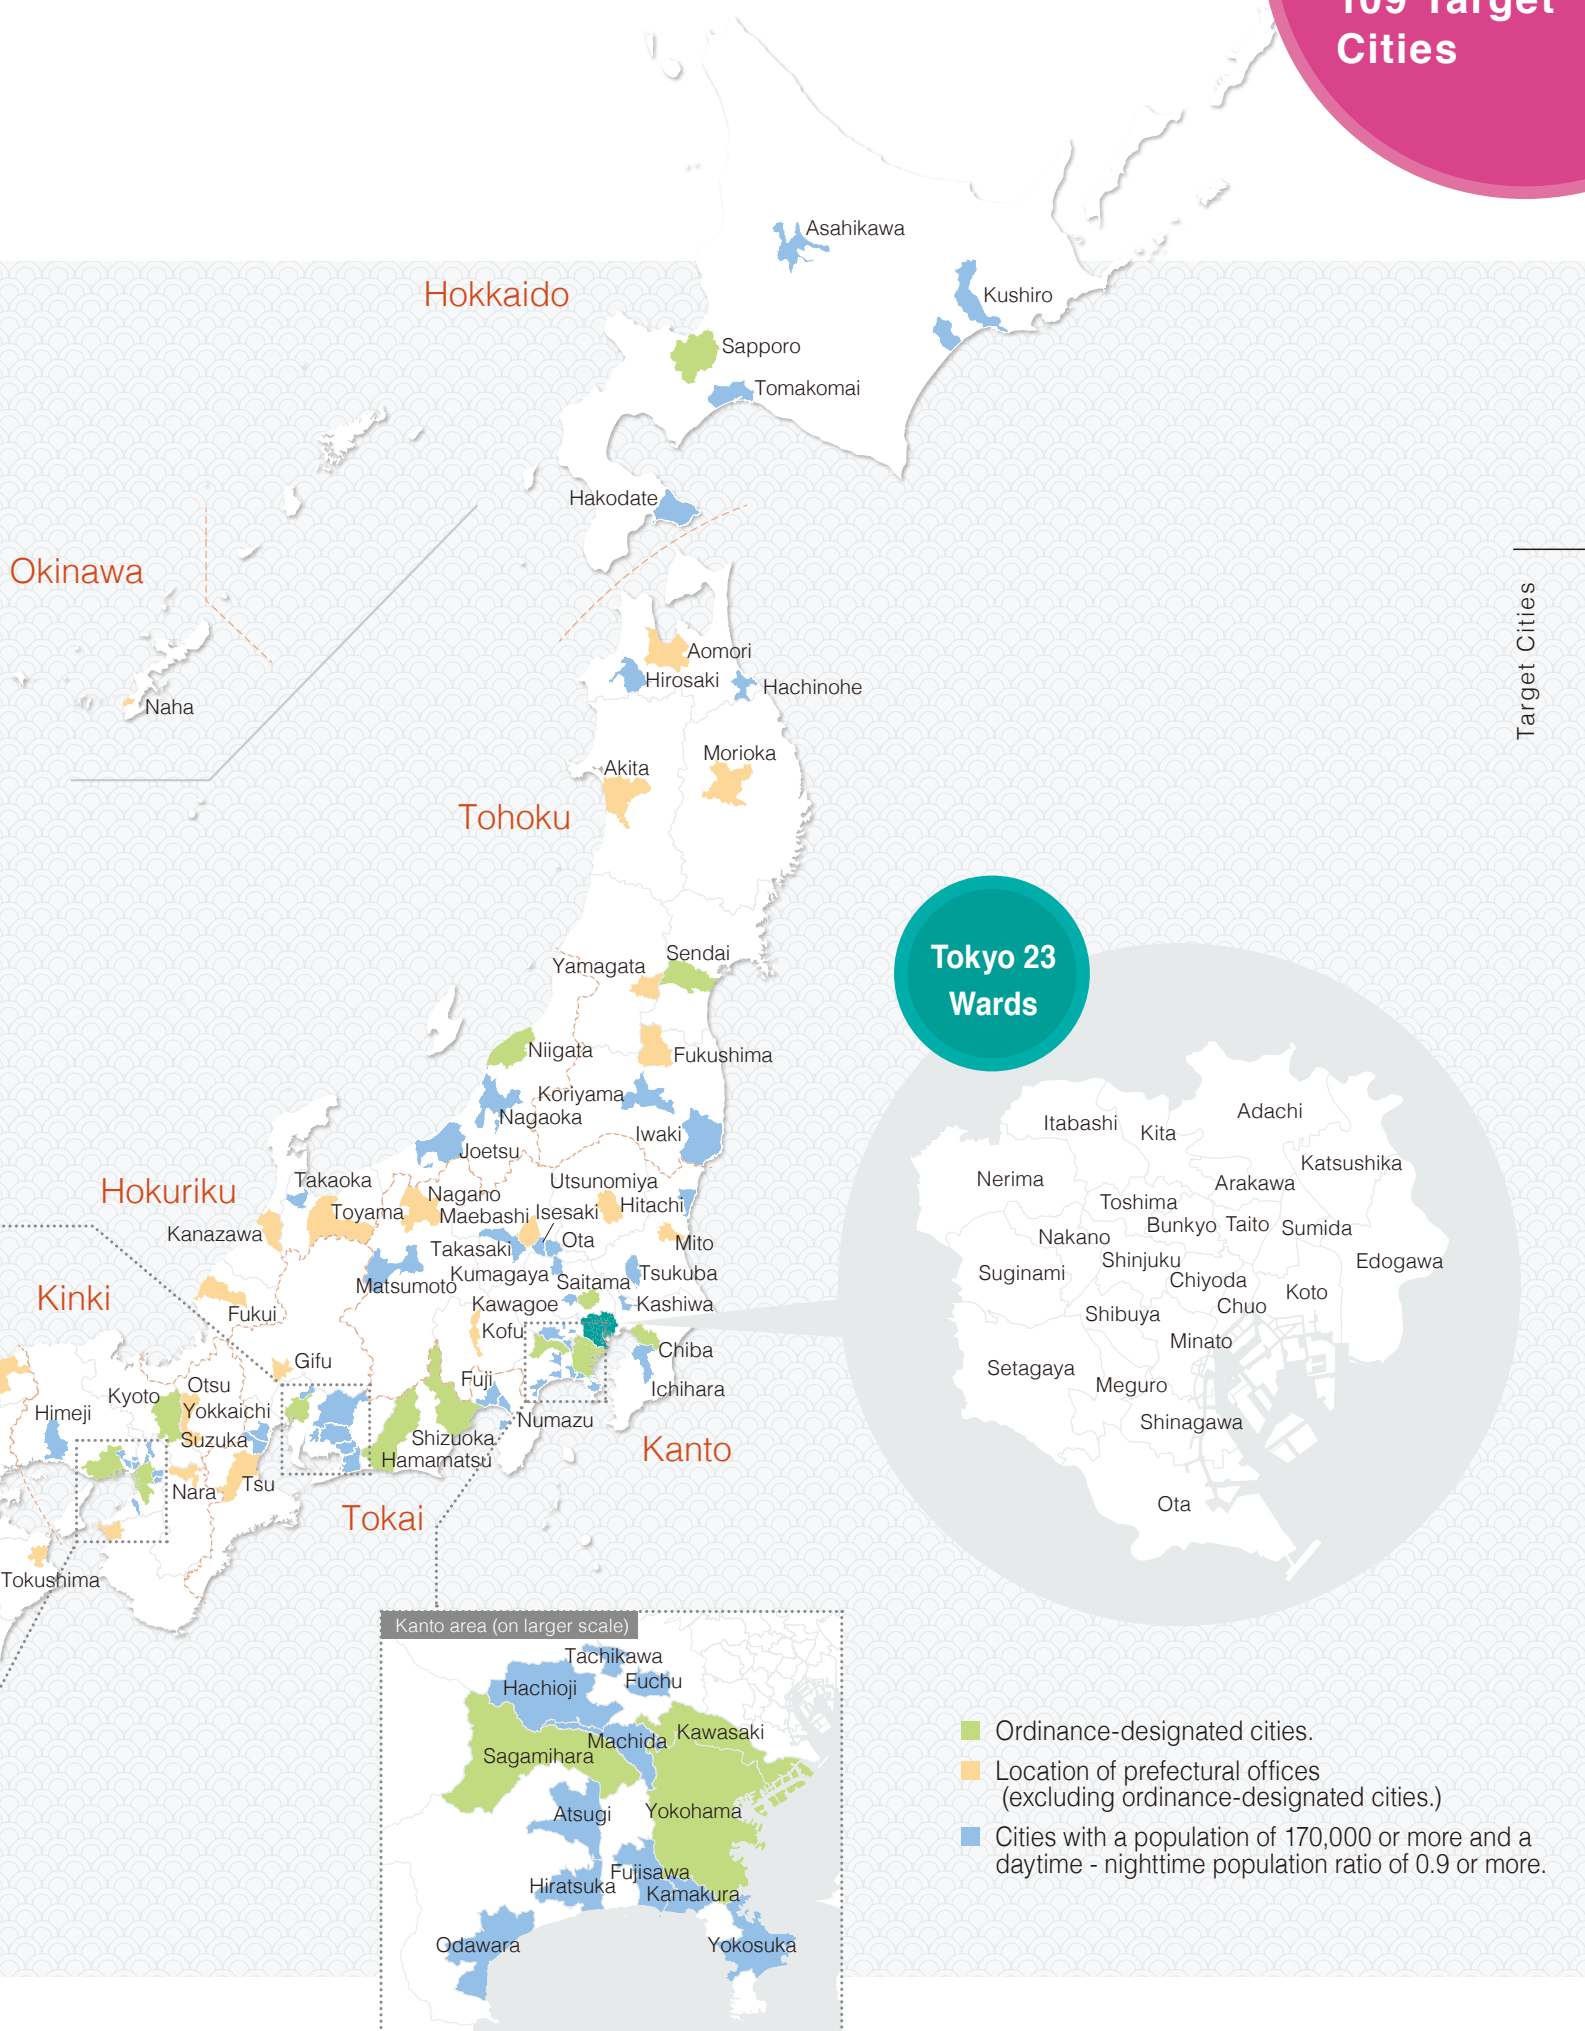 109 Target
Cities
Asahikawa
Hokkaido
Kushiro
Sapporo
Tomakomai
Hakodate
Okinawa
Naha
Target Cities
Aomori
Hirosaki
Hachinohe
Morioka
Akita
Tohoku
Sendai
Yamagata
Niigata
Fukushima
Koriyama
Nagaoka
Iwaki
Joetsu
Utsunomiya
Takaoka
Hokuriku
Nagano
Hitachi
Toyama
Maebashi
Isesaki
Kanazawa
Takasaki
Ota
Mito
Matsumoto
Kumagaya
Saitama
Tsukuba
Kinki
Kawagoe
Kashiwa
Fukui
Kofu
Chiba
Gifu
Ichihara
Fuji
Otsu
Kyoto
Yokkaichi
Himeji
Numazu
Suzuka
Shizuoka
Hamamatsu
Kanto
Nara
Tsu
Tokai
Tokushima
Tokyo 23
Wards
Adachi
Itabashi
Kita
Katsushika
Nerima
Arakawa
Toshima
Bunkyo
Taito
Sumida
Nakano
Shinjuku
Edogawa
Suginami
Chiyoda
Koto
Chuo
Shibuya
Minato
Setagaya
Meguro
Shinagawa
Ota
Kanto area (on larger scale)
Tachikawa
Hachioji
Fuchu
Kawasaki
Machida
Sagamihara
Atsugi
Yokohama
Fujisawa
Hiratsuka
Kamakura
Odawara
Yokosuka
Ordinance-designated cities.
Location of prefectural offices
(excluding ordinance-designated cities.)
Cities with a population of 170,000 or more and a
daytime - nighttime population ratio of 0.9 or more.